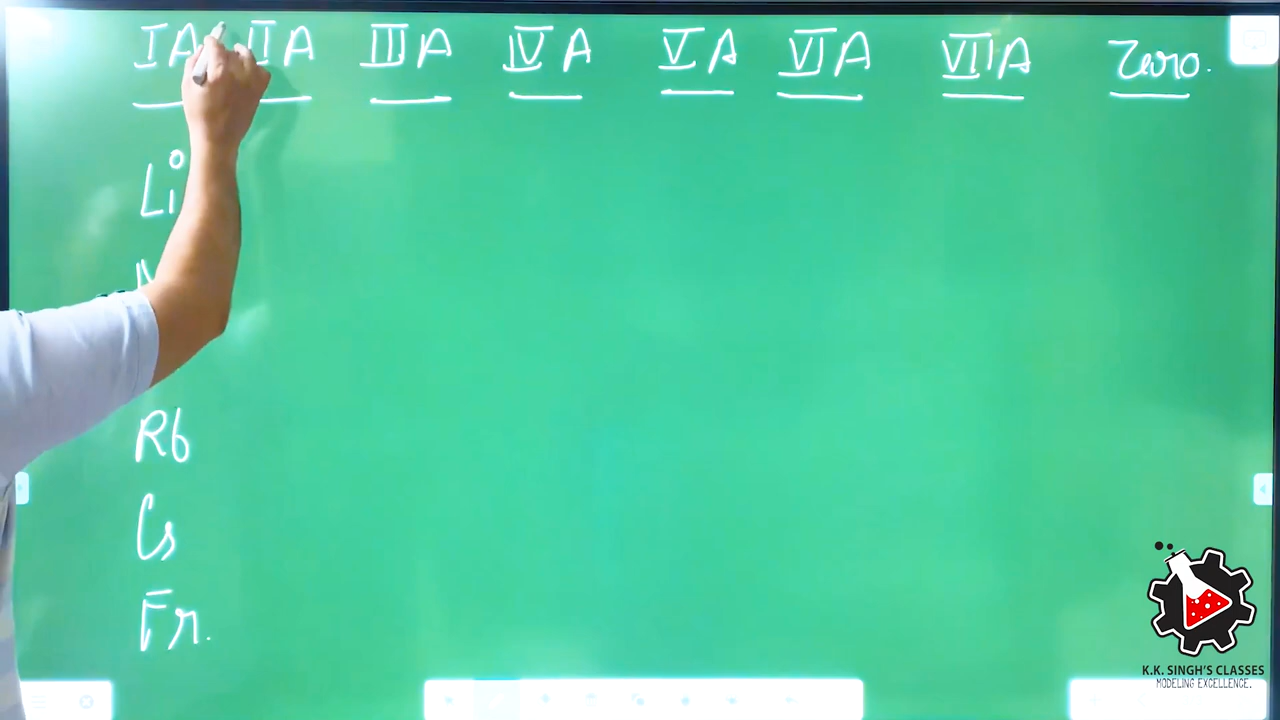 IA IIA IIIA IVA VA VIA VIIA Zero.
Li
Rb
Cs
Fr.
K.K. SINGH'S CLASSES
MODELING EXCELLENCE.